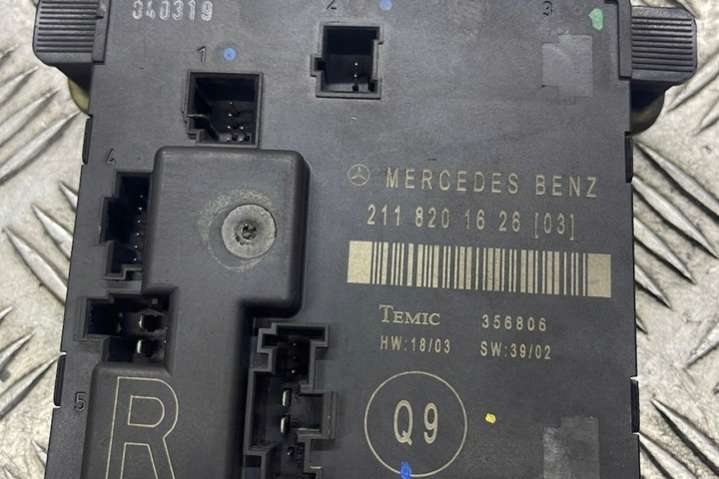 040319
2
3
1
MERCEDES BENZ
4
211 820 16 26 [03]
TEMIC 356806
HW:18/03 SW:39/02
5
R
Q9